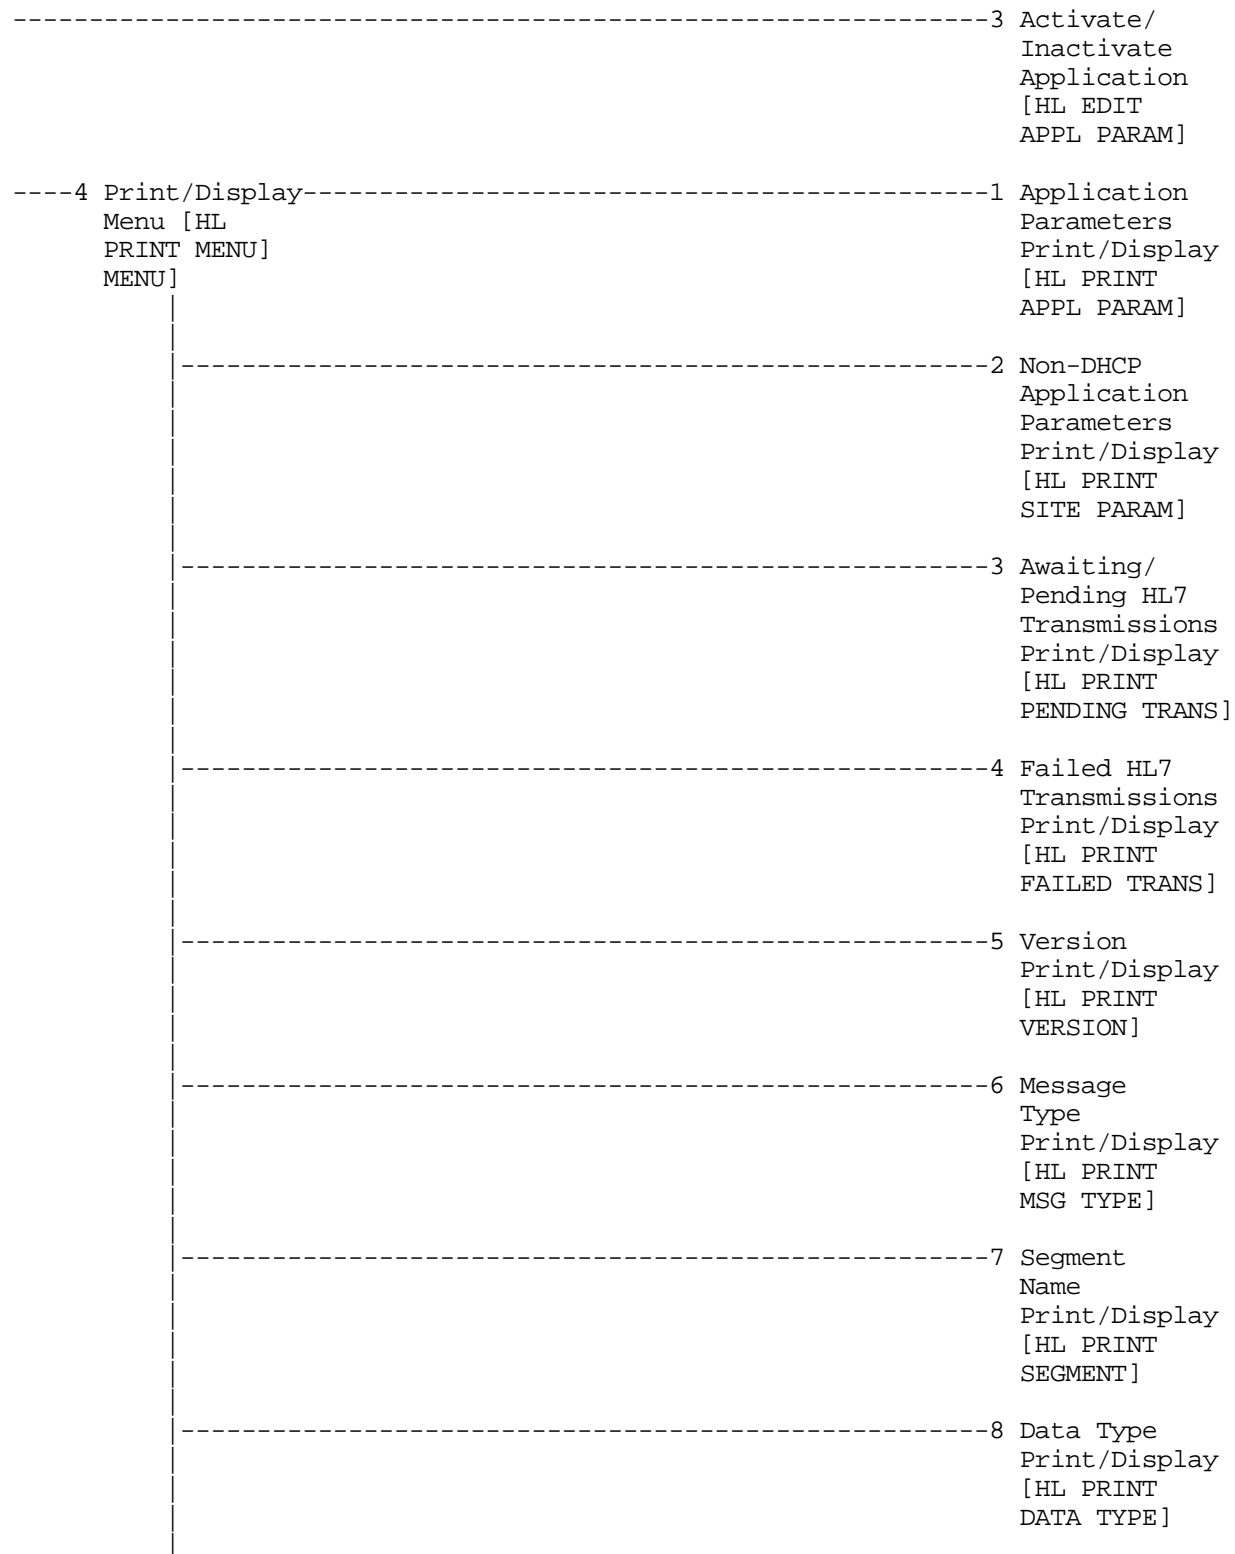 ----------------------------------------------------------------3 Activate/
Inactivate
Application
[HL EDIT
APPL PARAM]
----4 Print/Display---------------------------------------------1 Application
Menu [HL Parameters
PRINT MENU] Print/Display
MENU] [HL PRINT
| APPL PARAM]
|
|-----------------------------------------------------2 Non-DHCP
| Application
| Parameters
| Print/Display
| [HL PRINT
| SITE PARAM]
|
|-----------------------------------------------------3 Awaiting/
| Pending HL7
| Transmissions
| Print/Display
| [HL PRINT
| PENDING TRANS]
|
|-----------------------------------------------------4 Failed HL7
| Transmissions
| Print/Display
| [HL PRINT
| FAILED TRANS]
|
|-----------------------------------------------------5 Version
| Print/Display
| [HL PRINT
| VERSION]
|
|-----------------------------------------------------6 Message
| Type
| Print/Display
| [HL PRINT
| MSG TYPE]
|
|-----------------------------------------------------7 Segment
| Name
| Print/Display
| [HL PRINT
| SEGMENT]
|
|-----------------------------------------------------8 Data Type
| Print/Display
| [HL PRINT
| DATA TYPE]
|